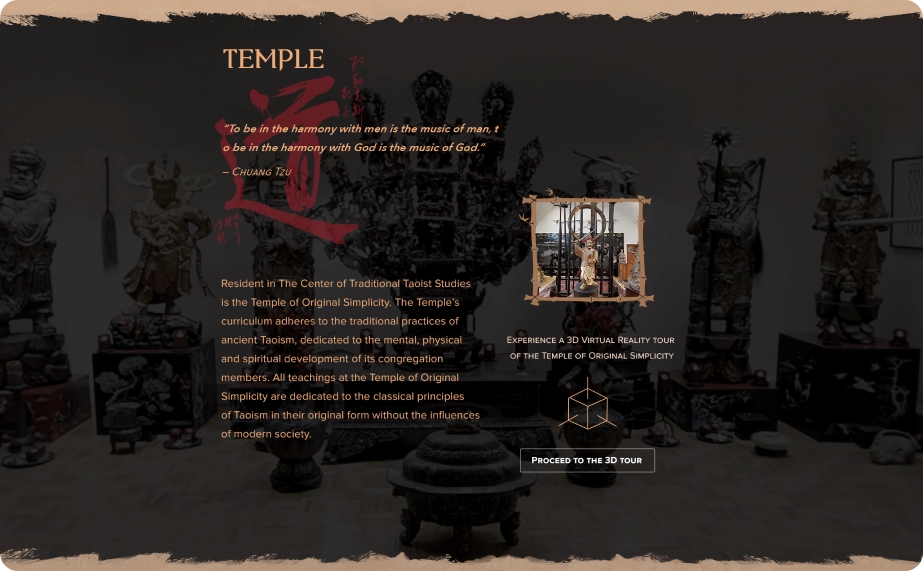 TEMPLE
道
"To be in the harmony with men is the music of man, t
o be in the harmony with God is the music of God."
– Chuang Tzu
Resident in The Center of Traditional Taoist Studies
is the Temple of Original Simplicity. The Temple's
curriculum adheres to the traditional practices of
ancient Taoism, dedicated to the mental, physical
and spiritual development of its congregation
members. All teachings at the Temple of Original
Simplicity are dedicated to the classical principles
of Taoism in their original form without the influences
of modern society.
Experience a 3D Virtual Reality tour
of the Temple of Original Simplicity
Proceed to the 3D tour